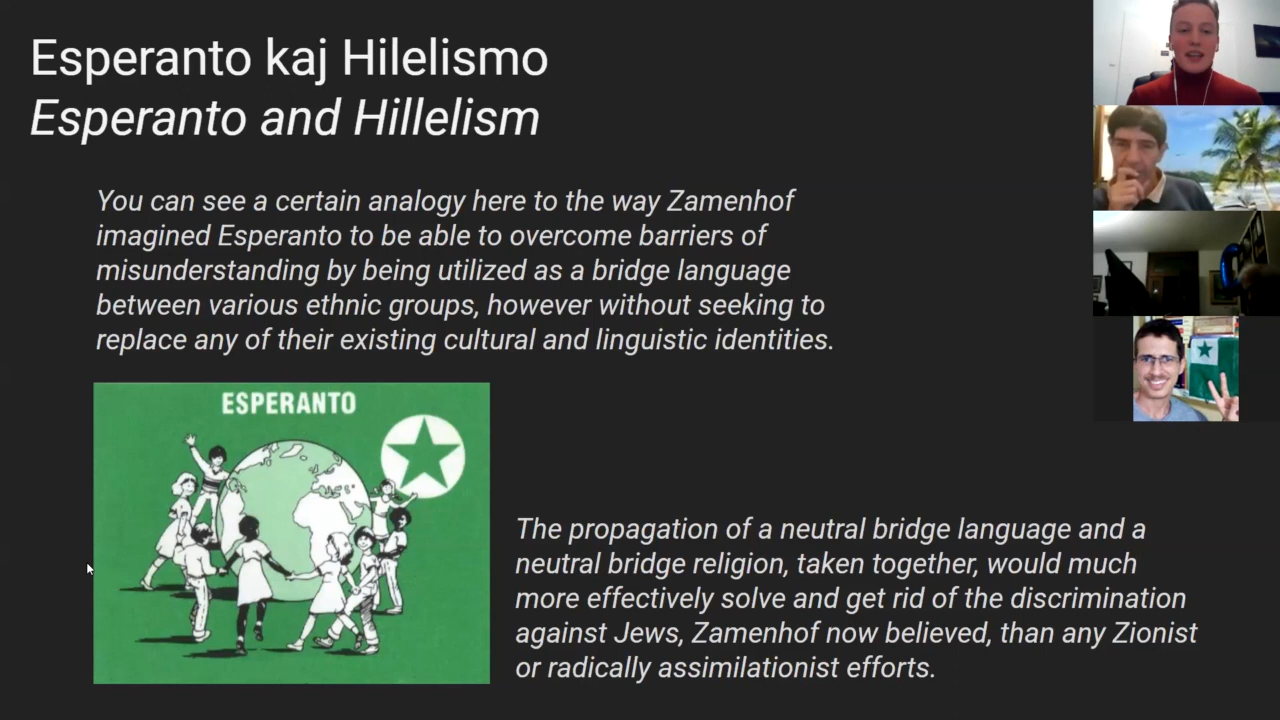 Esperanto kaj Hilelismo
Esperanto and Hillelism
You can see a certain analogy here to the way Zamenhof
imagined Esperanto to be able to overcome barriers of
misunderstanding by being utilized as a bridge language
between various ethnic groups, however without seeking to
replace any of their existing cultural and linguistic identities.
ESPERANTO
The propagation of a neutral bridge language and a
neutral bridge religion, taken together, would much
more effectively solve and get rid of the discrimination
against Jews, Zamenhof now believed, than any Zionist
or radically assimilationist efforts.